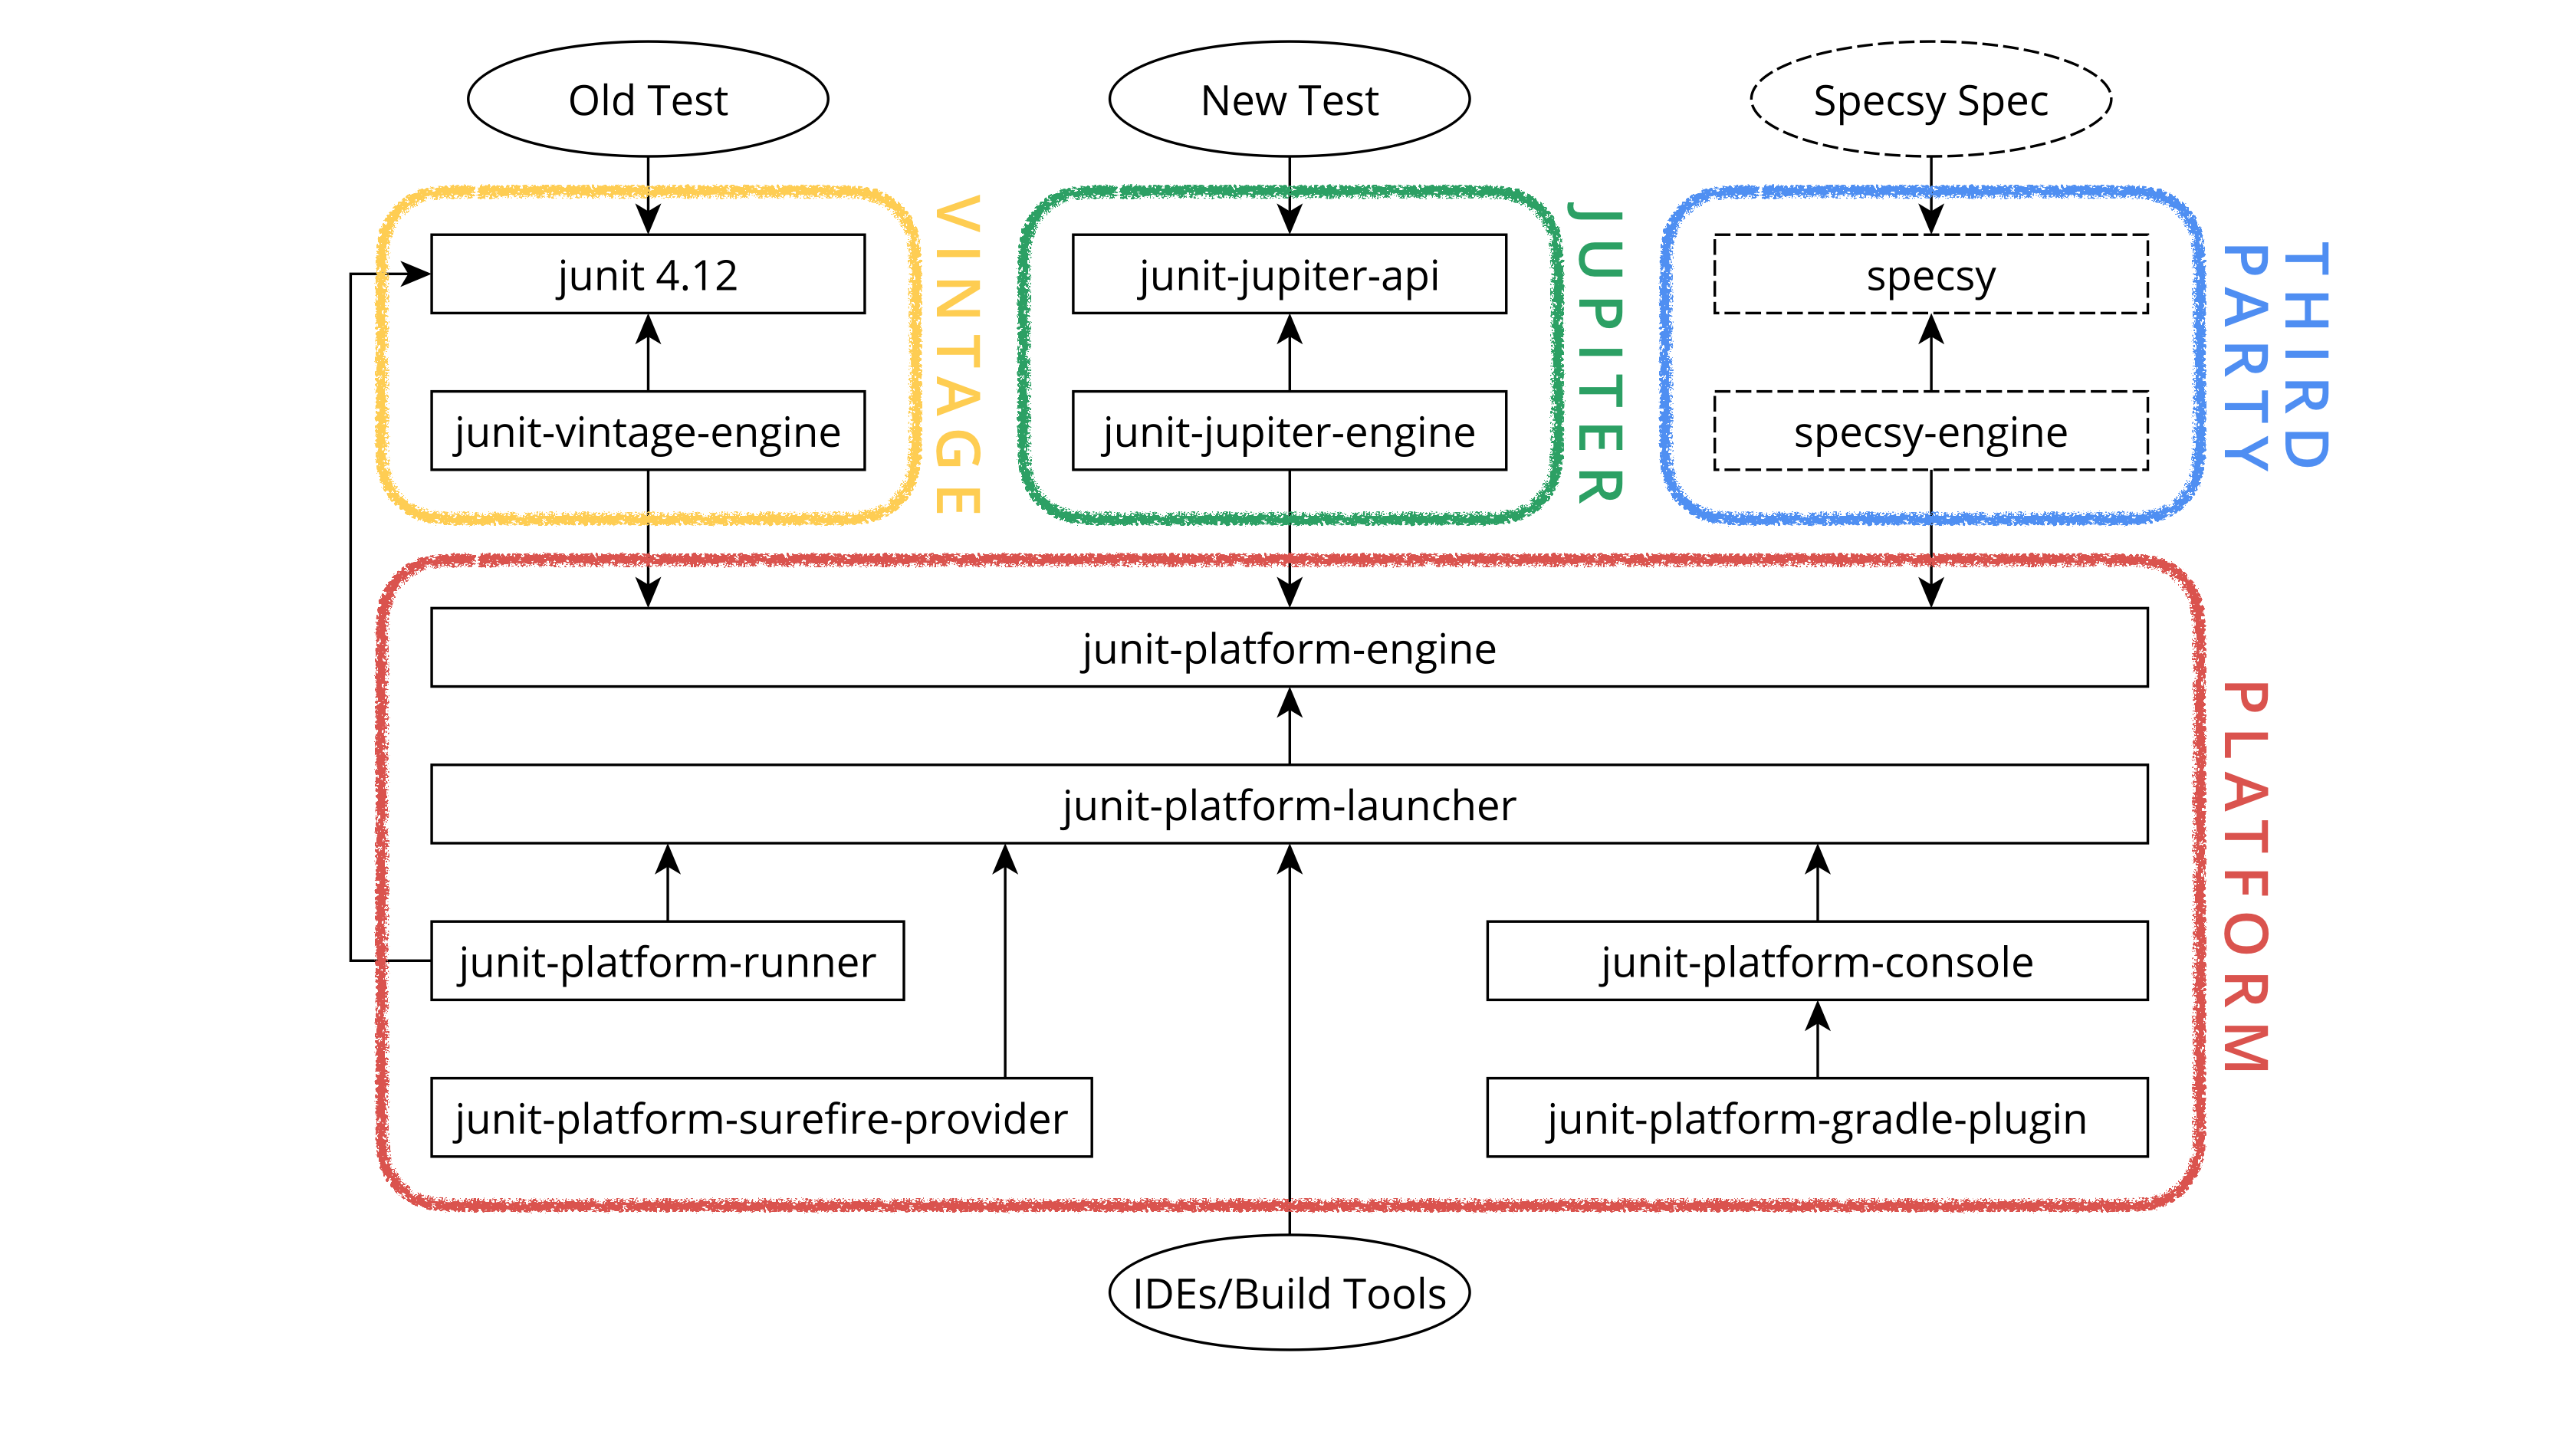 Old Test
New Test
Specsy Spec
VINTAGE
JUPITER
THIRD
PARTY
junit 4.12
junit-jupiter-api
specsy
junit-vintage-engine
junit-jupiter-engine
specsy-engine
PLATFORM
junit-platform-engine
junit-platform-launcher
junit-platform-runner
junit-platform-console
junit-platform-surefire-provider
junit-platform-gradle-plugin
IDEs/Build Tools